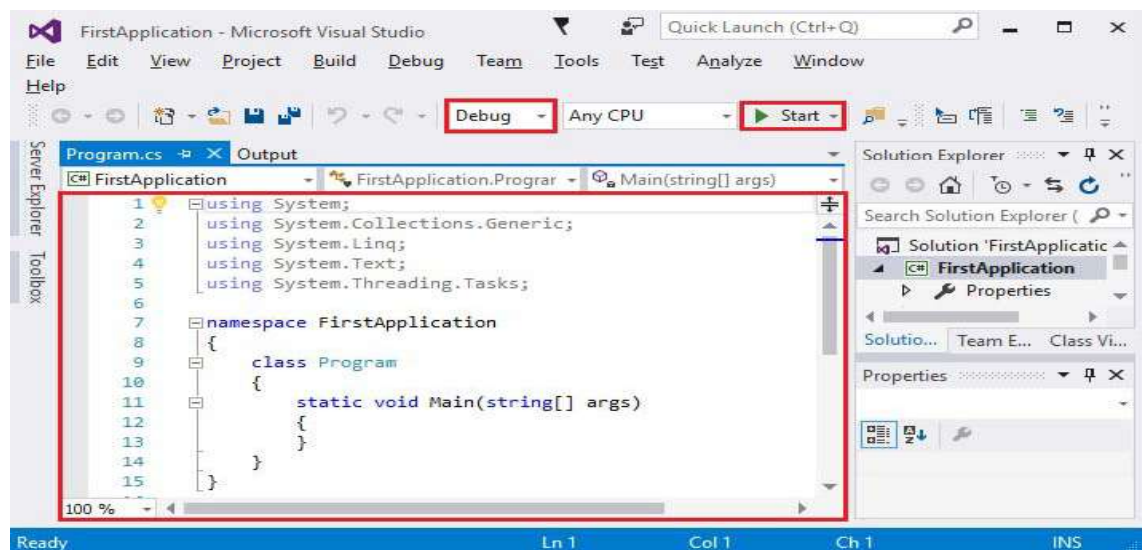 FirstApplication - Microsoft Visual Studio
Quick Launch (Ctrl+Q)
File Edit View Project Build Debug Team Tools Test Analyze Window
Help
Debug Any CPU Start
Server Explorer
Toolbox
Program.cs Output
FirstApplication FirstApplication.Prograr Main(string[] args)
1 using System;
2 using System.Collections.Generic;
3 using System.Linq;
4 using System.Text;
5 using System.Threading.Tasks;
6
7 namespace FirstApplication
8 {
9 class Program
10 {
11 static void Main(string[] args)
12 {
13 }
14 }
15 }
100 %
Solution Explorer
Search Solution Explorer (
Solution 'FirstApplicatic
C# FirstApplication
Properties
Solutio... Team E... Class Vi...
Properties
Ready Ln 1 Col 1 Ch 1 INS